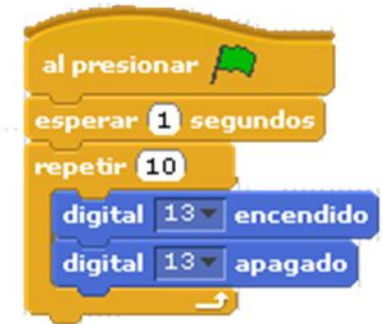 al presionar
esperar 1 segundos
repetir 10
digital 13 encendido
digital 13 apagado